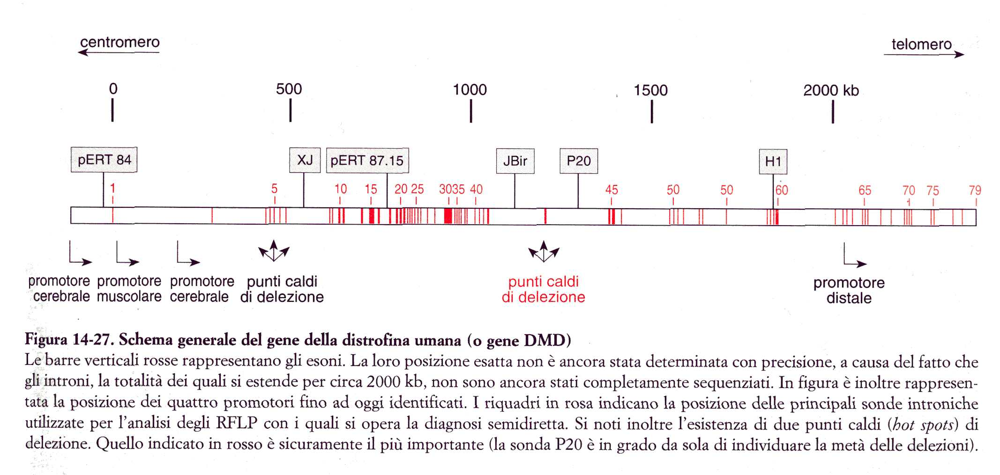 centromero
telomero
0 500 1000 1500 2000 kb
pERT 84 XJ pERT 87.15 JBir P20 H1
1 5 10 15 20 25 30 35 40 45 50 50 60 65 70 75 79
promotore promotore promotore punti caldi punti caldi promotore
cerebrale muscolare cerebrale di delezione di delezione distale
Figura 14-27. Schema generale del gene della distrofina umana (o gene DMD)
Le barre verticali rosse rappresentano gli esoni. La loro posizione esatta non è ancora stata determinata con precisione, a causa del fatto che
gli introni, la totalità dei quali si estende per circa 2000 kb, non sono ancora stati completamente sequenziati. In figura è inoltre rappresen-
tata la posizione dei quattro promotori fino ad oggi identificati. I riquadri in rosa indicano la posizione delle principali sonde introniche
utilizzate per l'analisi degli RFLP con i quali si opera la diagnosi semidiretta. Si noti inoltre l'esistenza di due punti caldi (hot spots) di
delezione. Quello indicato in rosso è sicuramente il più importante (la sonda P20 è in grado da sola di individuare la metà delle delezioni).